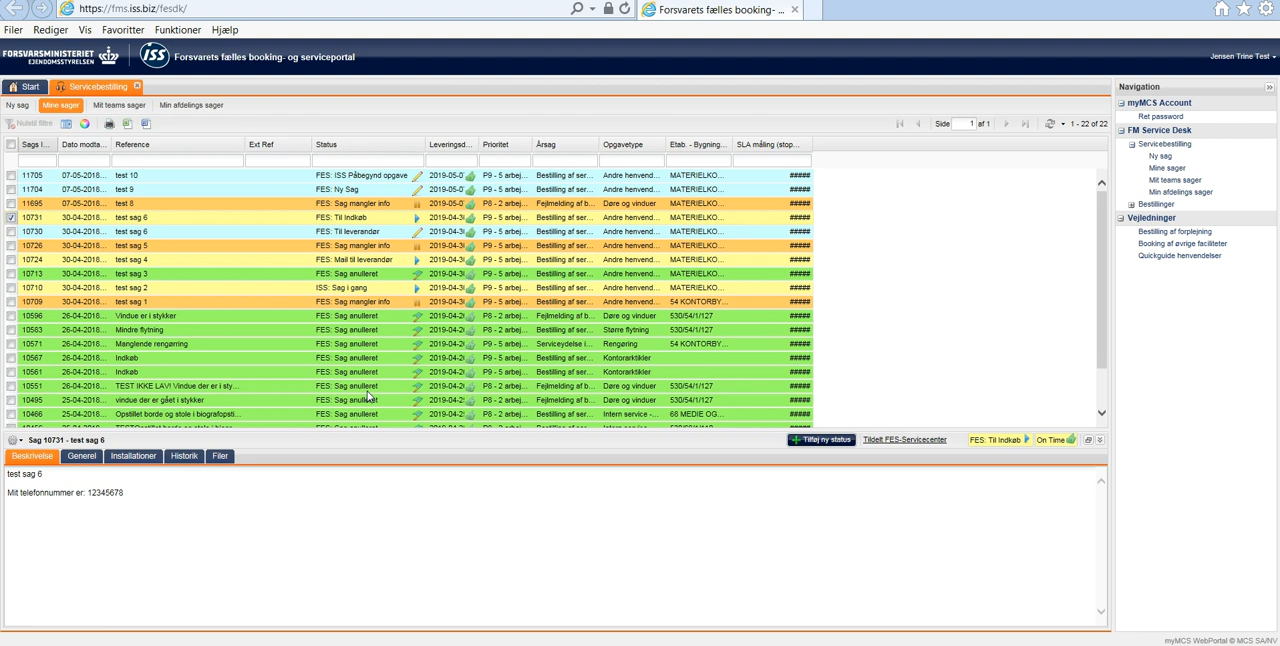 https://fms.iss.biz/fesdk/
Forsvarets fælles booking- ...
Filer Rediger Vis Favoritter Funktioner Hjælp
FORSVARSMINISTERIET
EJENDOMSSTYRELSEN
ISS
Forsvarets fælles booking- og serviceportal
Jensen Trine Test
Start Servicebestilling
Ny sag Mine sager Mit teams sager Min afdelings sager
Nulstil filtre Side 1 af 1 1 - 22 of 22
Sags I... Dato modta... Reference Ext Ref Status Leveringsd... Prioritet Årsag Opgavetype Etab. - Bygning... SLA måling (stop...
11705 07-05-2018... test 10 FES: ISS Påbegynd opgave 2019-05-0 P9 - 5 arbej... Bestilling af ser... Andre henvend... MATERIELKO... #####
11704 07-05-2018... test 9 FES: Ny Sag 2019-05-0 P9 - 5 arbej... Bestilling af ser... Andre henvend... MATERIELKO... #####
11695 07-05-2018... test 8 FES: Sag mangler info 2019-05-0 P8 - 2 arbej... Fejlmelding af b... Døre og vinduer MATERIELKO... #####
10731 30-04-2018... test sag 6 FES: Til Indkøb 2019-04-3 P9 - 5 arbej... Bestilling af ser... Andre henvend... MATERIELKO... #####
10730 30-04-2018... test sag 6 FES: Til leverandør 2019-04-3 P9 - 5 arbej... Bestilling af ser... Andre henvend... MATERIELKO... #####
10726 30-04-2018... test sag 5 FES: Sag mangler info 2019-04-3 P9 - 5 arbej... Bestilling af ser... Andre henvend... MATERIELKO... #####
10724 30-04-2018... test sag 4 FES: Mail til leverandør 2019-04-3 P9 - 5 arbej... Bestilling af ser... Andre henvend... MATERIELKO... #####
10713 30-04-2018... test sag 3 FES: Sag anulleret 2019-04-3 P9 - 5 arbej... Bestilling af ser... Andre henvend... MATERIELKO... #####
10710 30-04-2018... test sag 2 ISS: Sag i gang 2019-04-3 P9 - 5 arbej... Bestilling af ser... Andre henvend... MATERIELKO... #####
10709 30-04-2018... test sag 1 FES: Sag mangler info 2019-04-3 P9 - 5 arbej... Bestilling af ser... Andre henvend... 54 KONTORBY... #####
10596 26-04-2018... Vindue er i stykker FES: Sag anulleret 2019-04-2 P8 - 2 arbej... Fejlmelding af b... Døre og vinduer 530/54/1/127 #####
10583 26-04-2018... Mindre flytning FES: Sag anulleret 2019-04-2 P8 - 2 arbej... Bestilling af ser... Større flytning 530/54/1/127 #####
10571 26-04-2018... Manglende rengørring FES: Sag anulleret 2019-04-2 P9 - 5 arbej... Serviceydelse i... Rengøring 54 KONTORBY... #####
10567 26-04-2018... Indkøb FES: Sag anulleret 2019-04-2 P9 - 5 arbej... Bestilling af ser... Kontorartikler #####
10561 26-04-2018... Indkøb FES: Sag anulleret 2019-04-2 P9 - 5 arbej... Bestilling af ser... Kontorartikler #####
10551 26-04-2018... TEST IKKE LAV! Vindue der er i sty... FES: Sag anulleret 2019-04-2 P8 - 2 arbej... Fejlmelding af b... Døre og vinduer 530/54/1/127 #####
10495 25-04-2018... vindue der er gået i stykker FES: Sag anulleret 2019-04-2 P8 - 2 arbej... Fejlmelding af b... Døre og vinduer 530/54/1/127 #####
10466 25-04-2018... Opstillet borde og stole i biografopsti... FES: Sag anulleret 2019-04-2 P8 - 2 arbej... Bestilling af ser... Intern service -... 66 MEDIE OG... #####
Sag 10731 - test sag 6 Tilføj ny status Tildelt FES-Servicecenter FES: Til Indkøb On Time
Beskrivelse Generel Installationer Historik Filer
test sag 6
Mit telefonnummer er: 12345678
Navigation
myMCS Account
Ret password
FM Service Desk
Servicebestilling
Ny sag
Mine sager
Mit teams sager
Min afdelings sager
Bestillinger
Vejledninger
Bestilling af forplejning
Booking af øvrige faciliteter
Quickguide henvendelser
myMCS WebPortal © MCS SA/NV